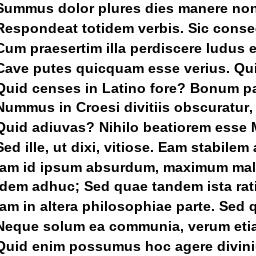 Summus dolor plures dies manere non
Respondeat totidem verbis. Sic conse
Cum praesertim illa perdiscere ludus e
Cave putes quicquam esse verius. Qui
Quid censes in Latino fore? Bonum pa
Nummus in Croesi divitiis obscuratur,
Quid adiuvas? Nihilo beatiorem esse M
Sed ille, ut dixi, vitiose. Eam stabilem a
am id ipsum absurdum, maximum mal
dem adhuc; Sed quae tandem ista rati
am in altera philosophiae parte. Sed q
Neque solum ea communia, verum etia
Quid enim possumus hoc agere divini